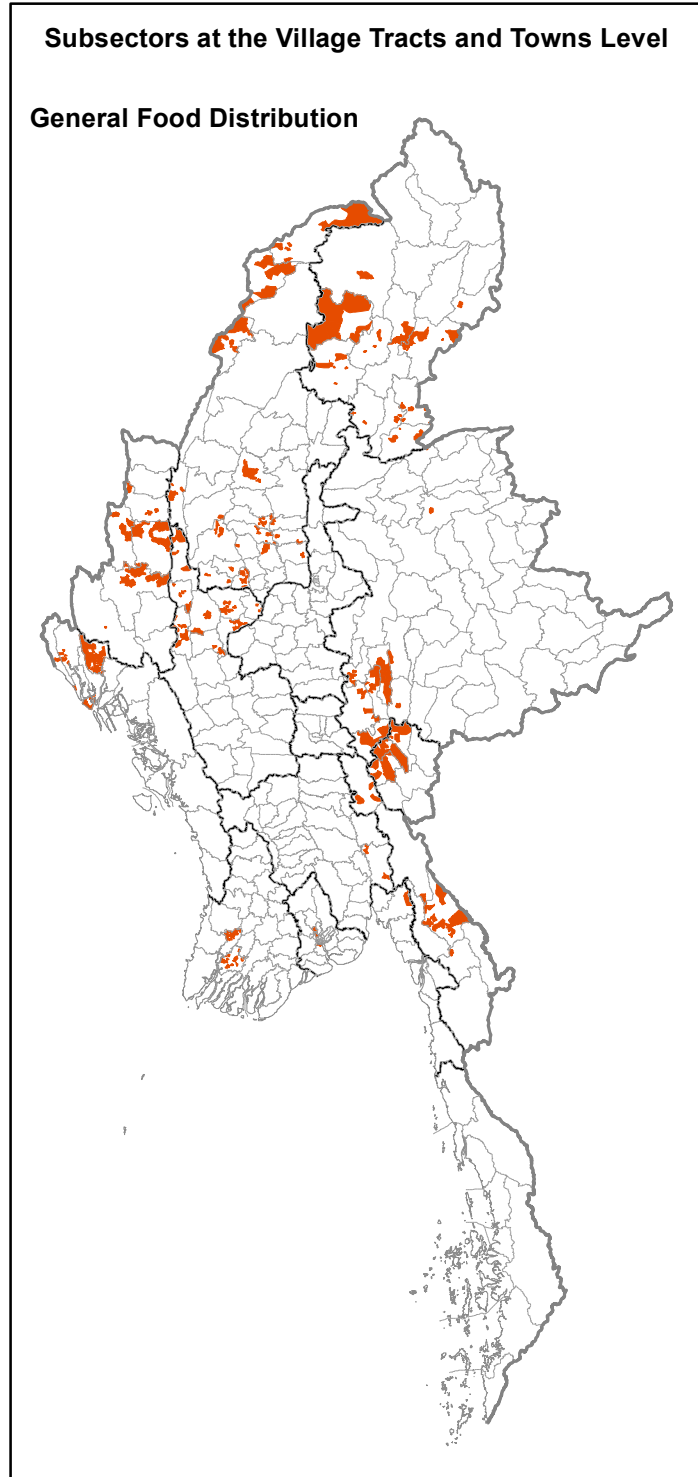 Subsectors at the Village Tracts and Towns Level
General Food Distribution